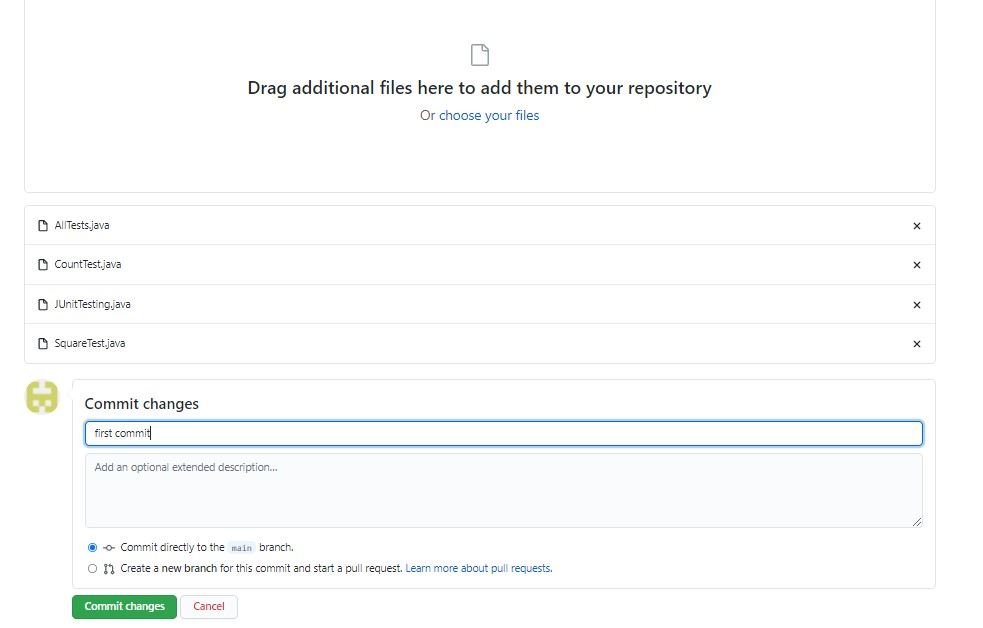 Drag additional files here to add them to your repository
Or choose your files
AllTests.java
CountTest.java
JUnitTesting.java
SquareTest.java
Commit changes
first commit
Add an optional extended description...
Commit directly to the main branch.
Create a new branch for this commit and start a pull request. Learn more about pull requests.
Commit changes Cancel